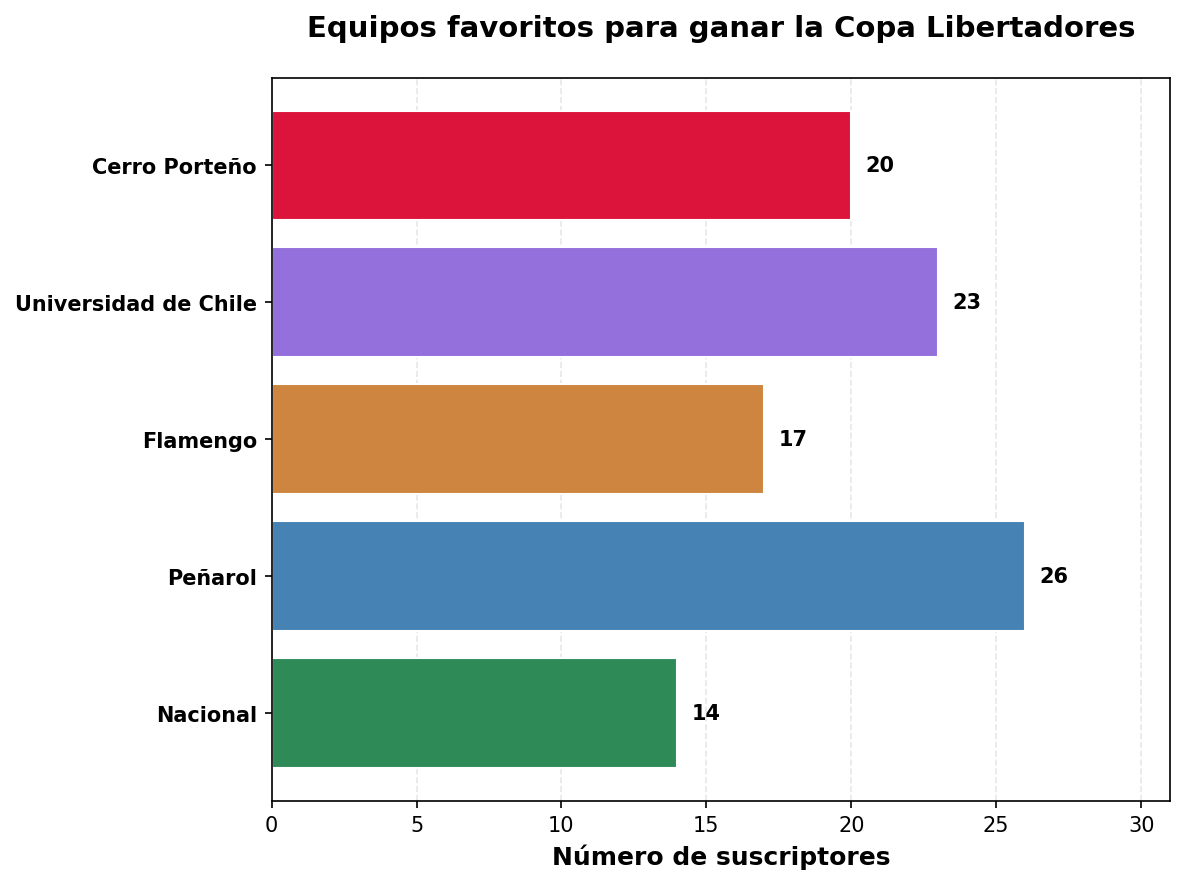 Equipos favoritos para ganar la Copa Libertadores
Cerro Porteño
20
Universidad de Chile
23
Flamengo
17
Peñarol
26
Nacional
14
0 5 10 15 20 25 30
Número de suscriptores